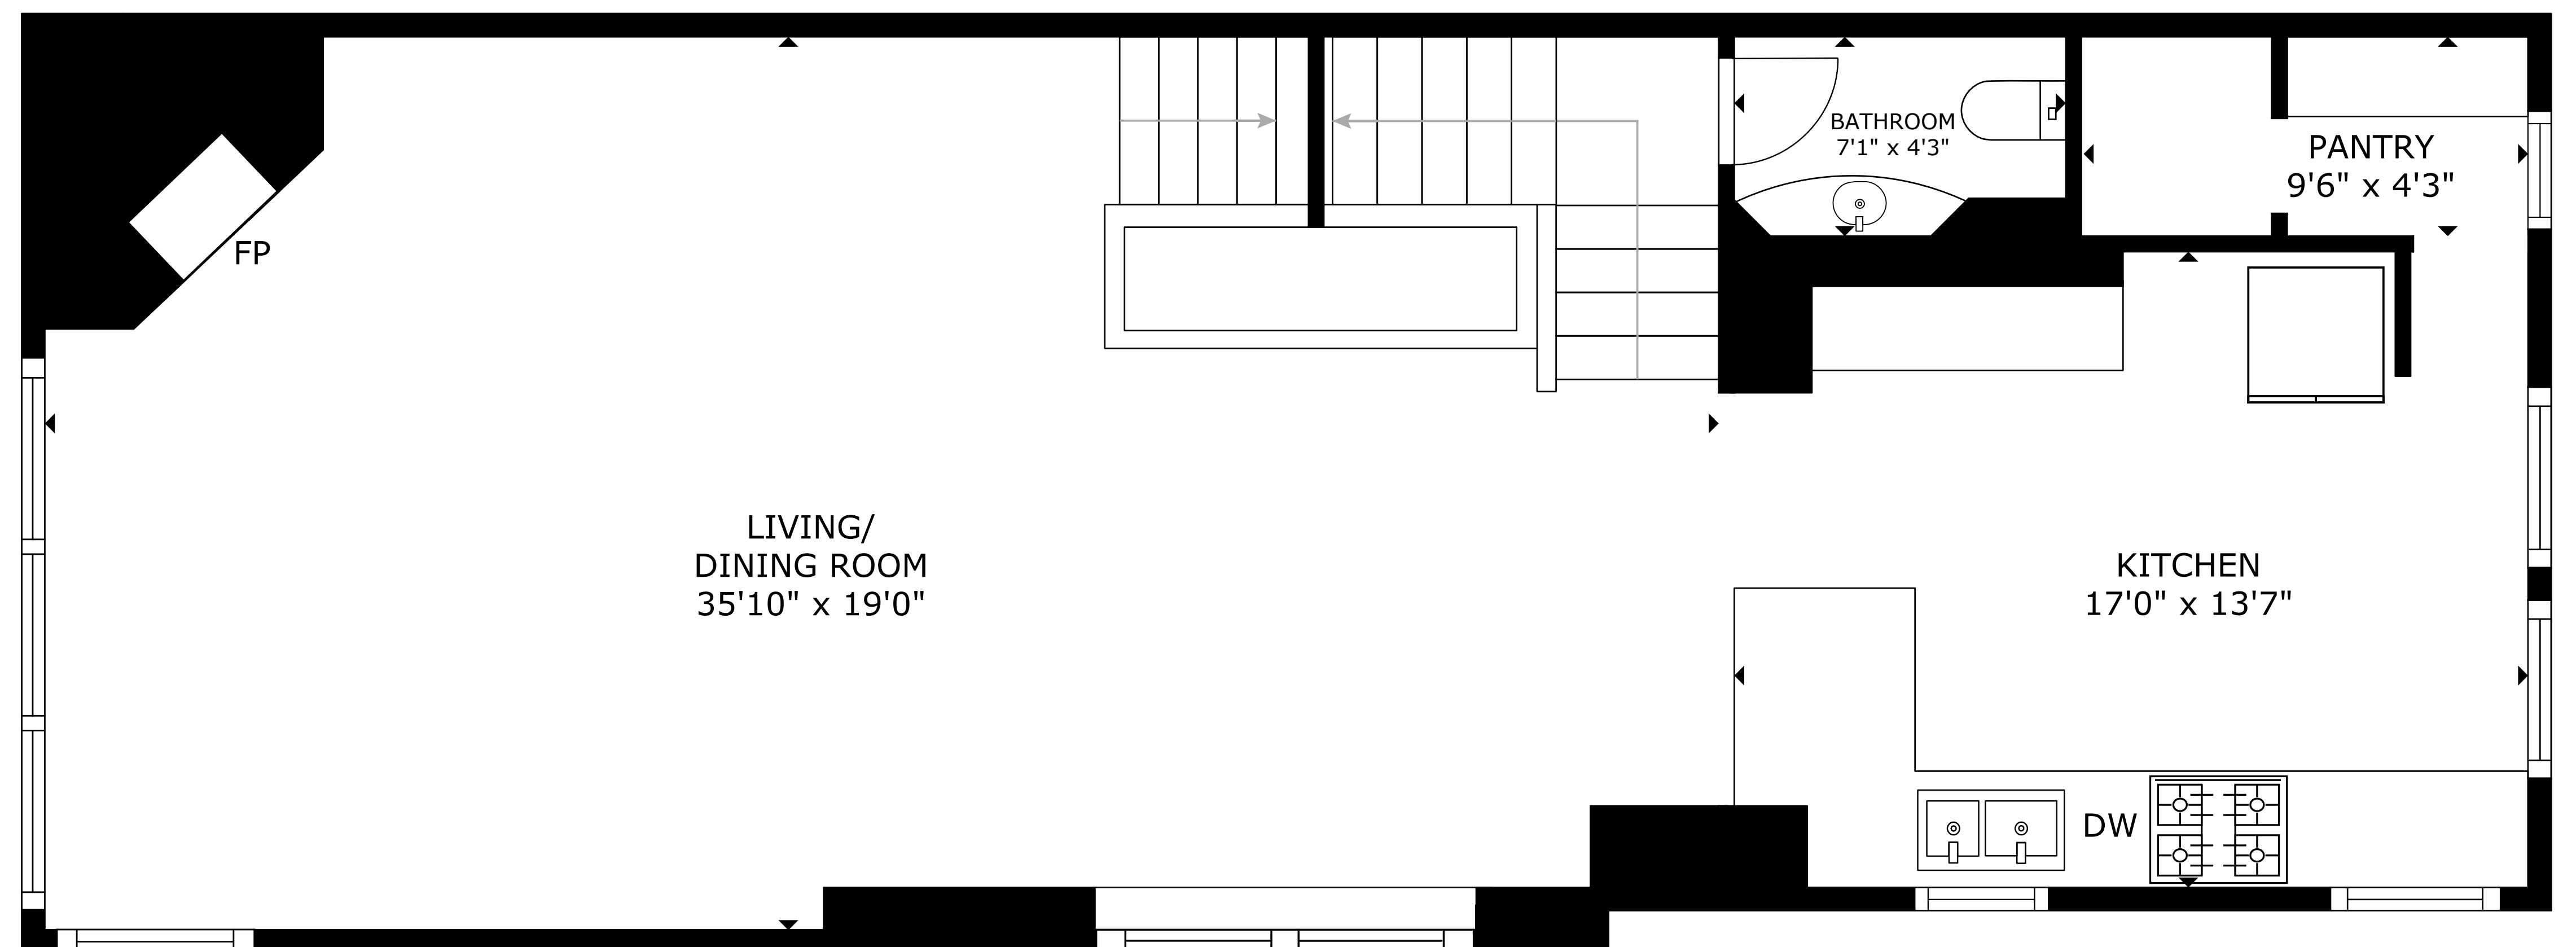 BATHROOM
7'1" x 4'3"
PANTRY
9'6" x 4'3"
FP
LIVING/
DINING ROOM
35'10" x 19'0"
KITCHEN
17'0" x 13'7"
DW